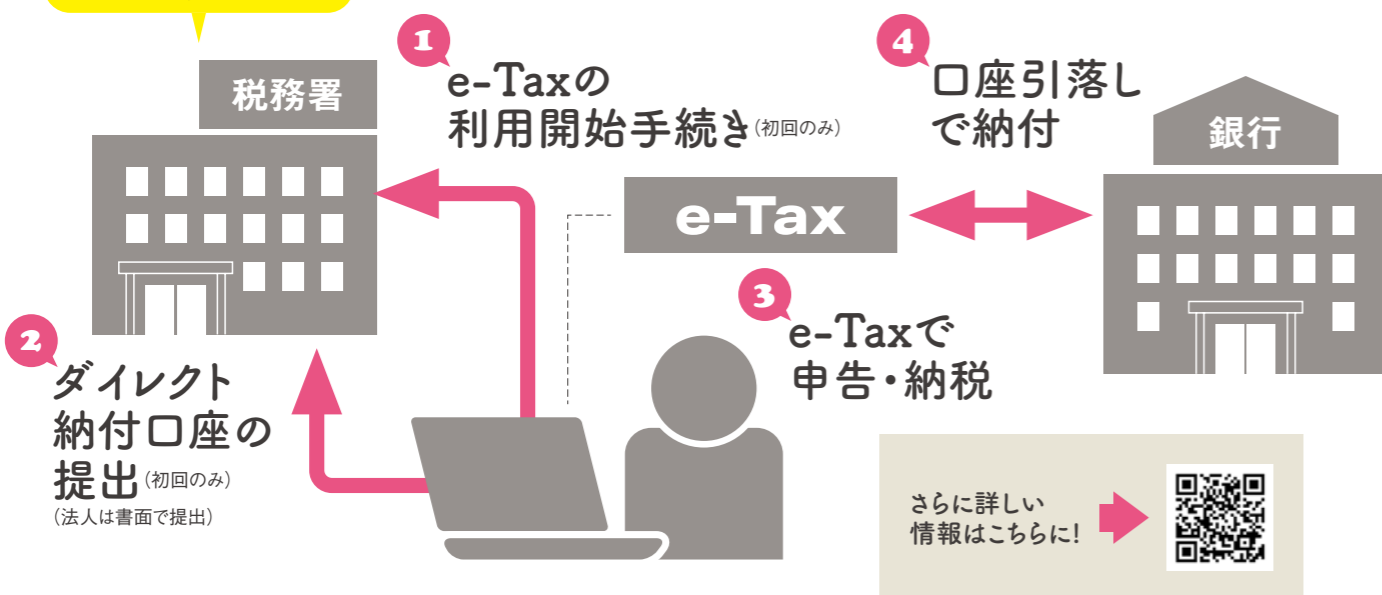 税務署
1
e-Taxの
利用開始手続き(初回のみ)
4
口座引落し
で納付
銀行
e-Tax
3
e-Taxで
申告・納税
2
ダイレクト
納付口座の
提出(初回のみ)
(法人は書面で提出)
さらに詳しい
情報はこちらに!